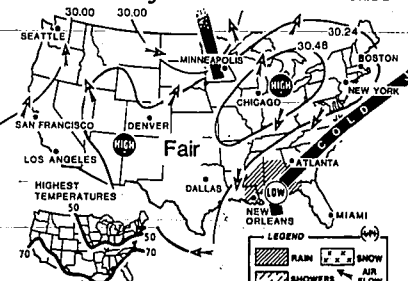 30.00
30.00
30.24
SEATTLE
30.48
MINNEAPOLIS
BOSTON
HIGH
NEW YORK
CHICAGO
SAN FRANCISCO
DENVER
COLD
HIGH
Fair
LOS ANGELES
ATLANTA
DALLAS
HIGHEST
TEMPERATURES
LOW
50
NEW
ORLEANS
MIAMI
50
70
70
LEGEND
RAIN
SNOW
SHOWERS
AIR
FLOW